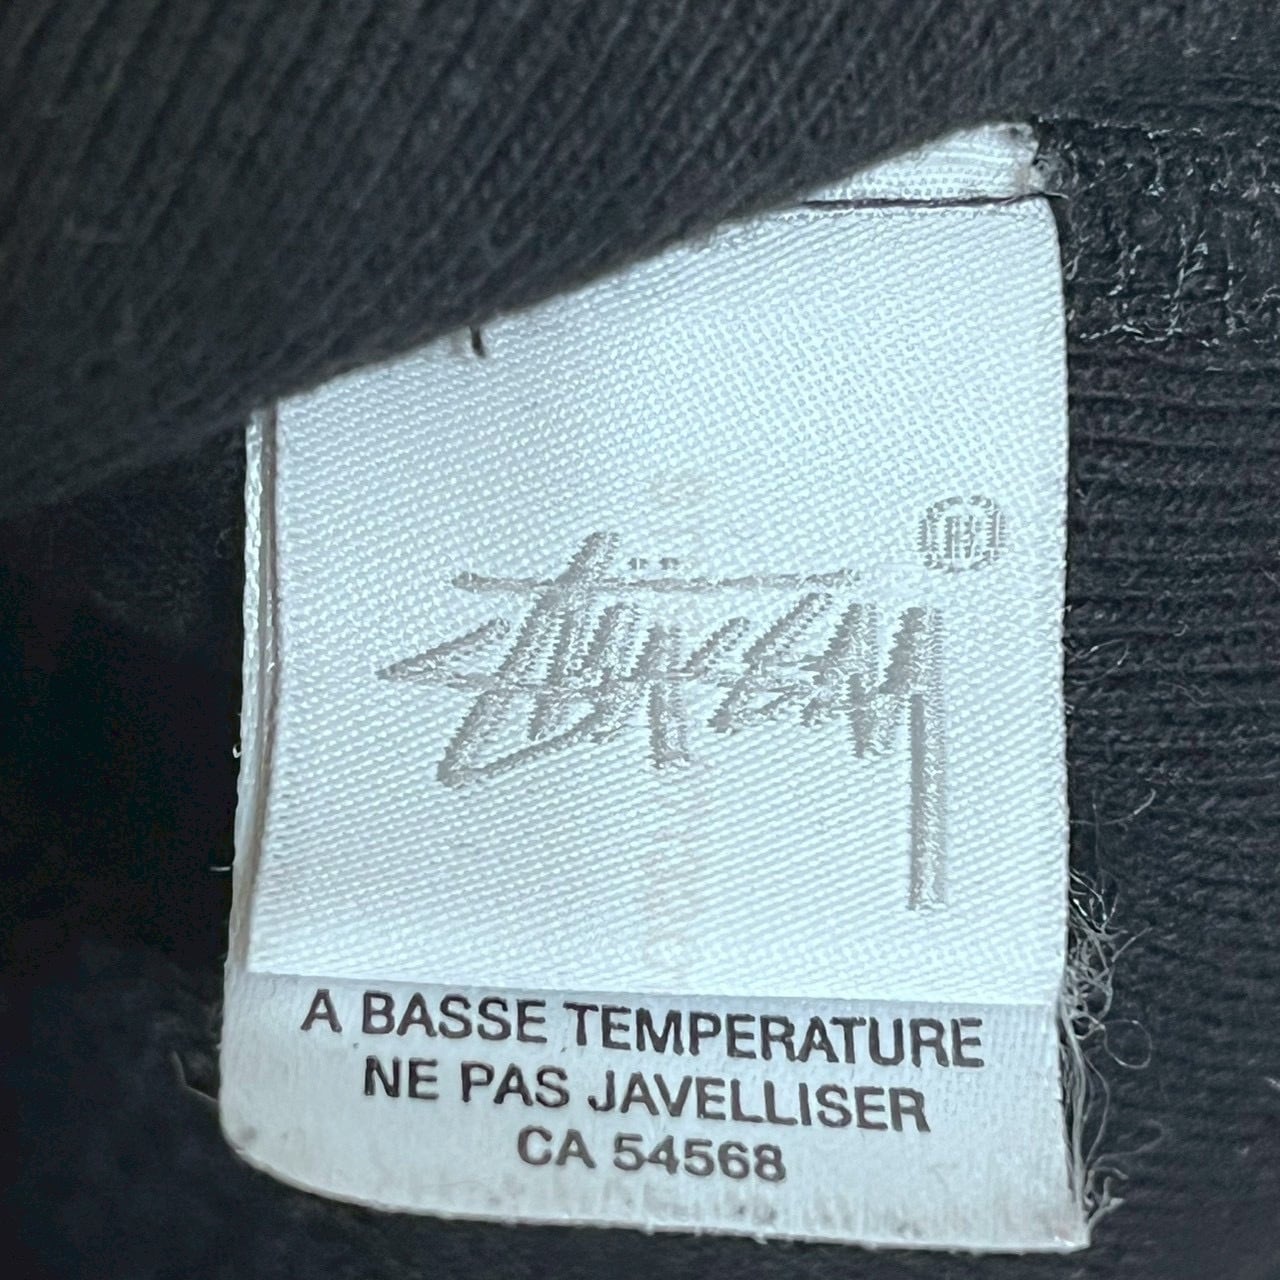 Stüssy ®
A BASSE TEMPERATURE
NE PAS JAVELLISER
CA 54568